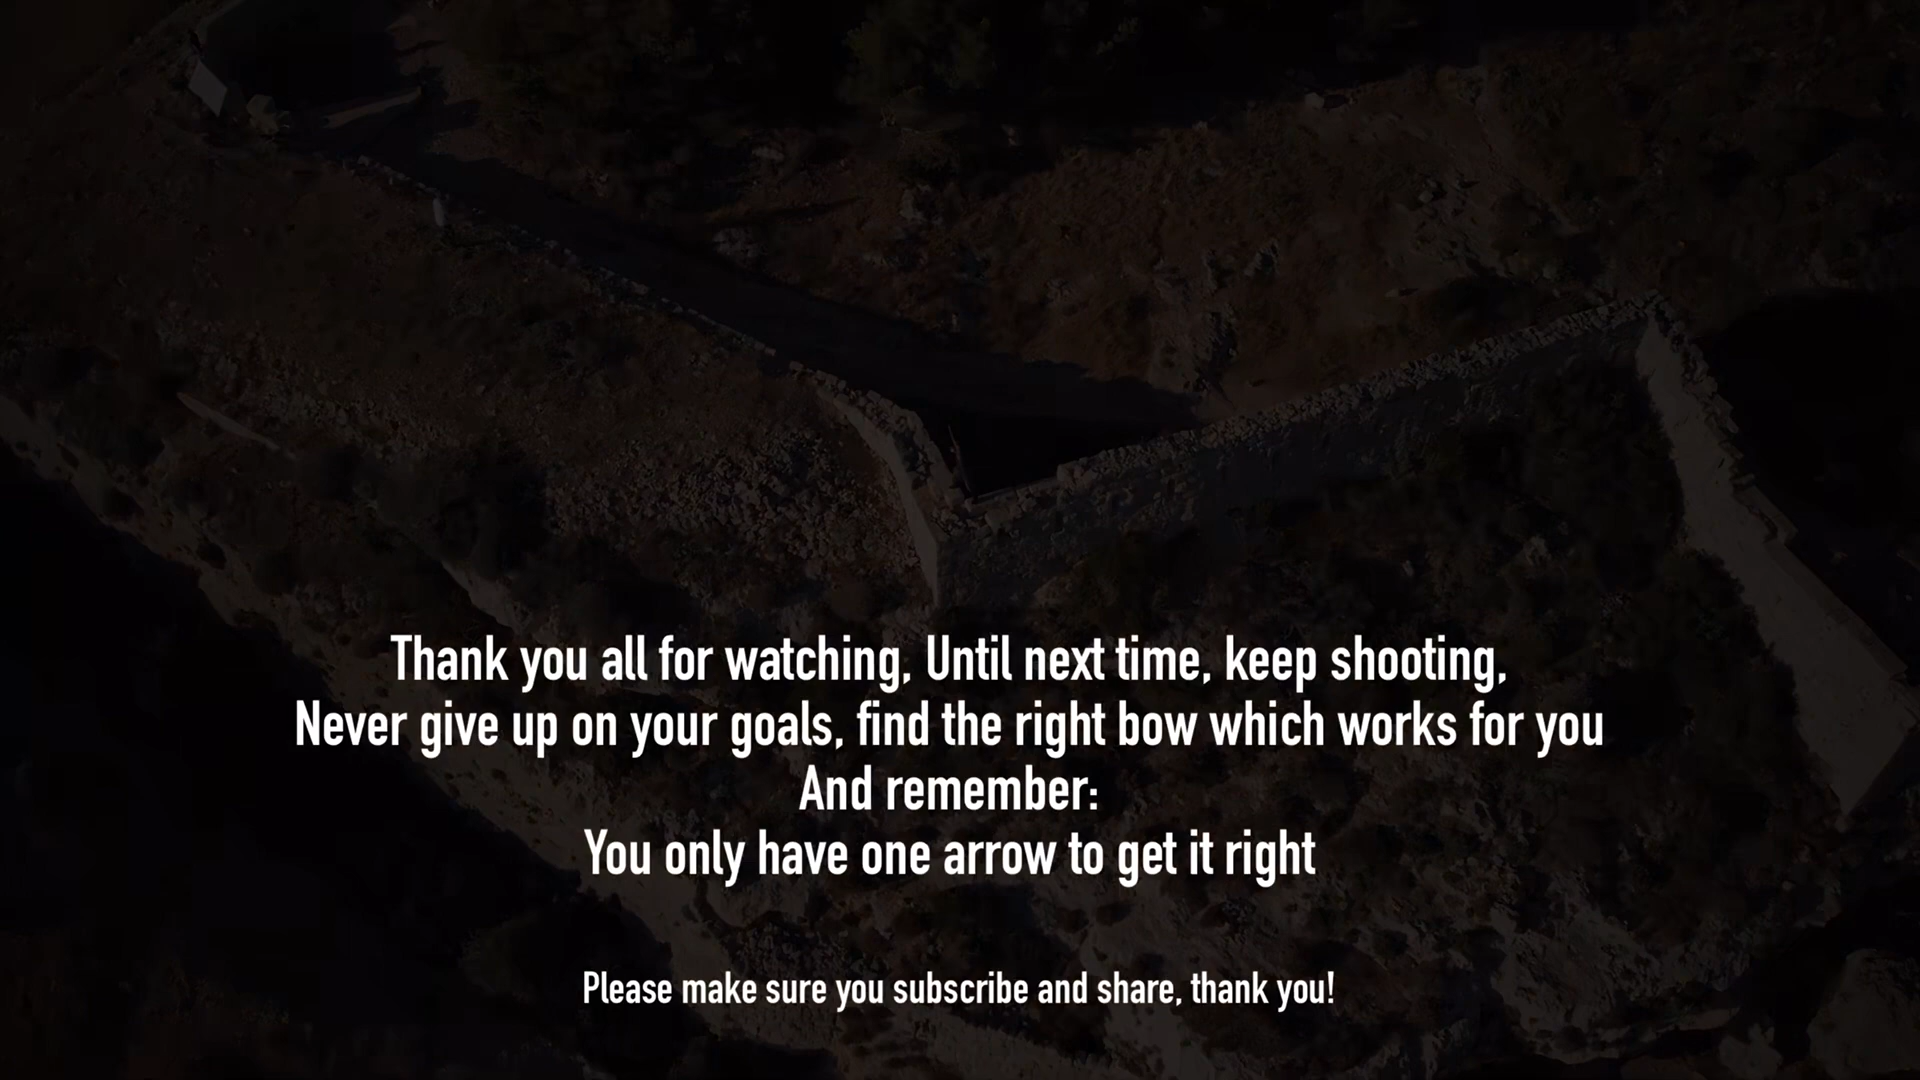 Thank you all for watching, Until next time, keep shooting,
Never give up on your goals, find the right bow which works for you
And remember:
You only have one arrow to get it right
Please make sure you subscribe and share, thank you!